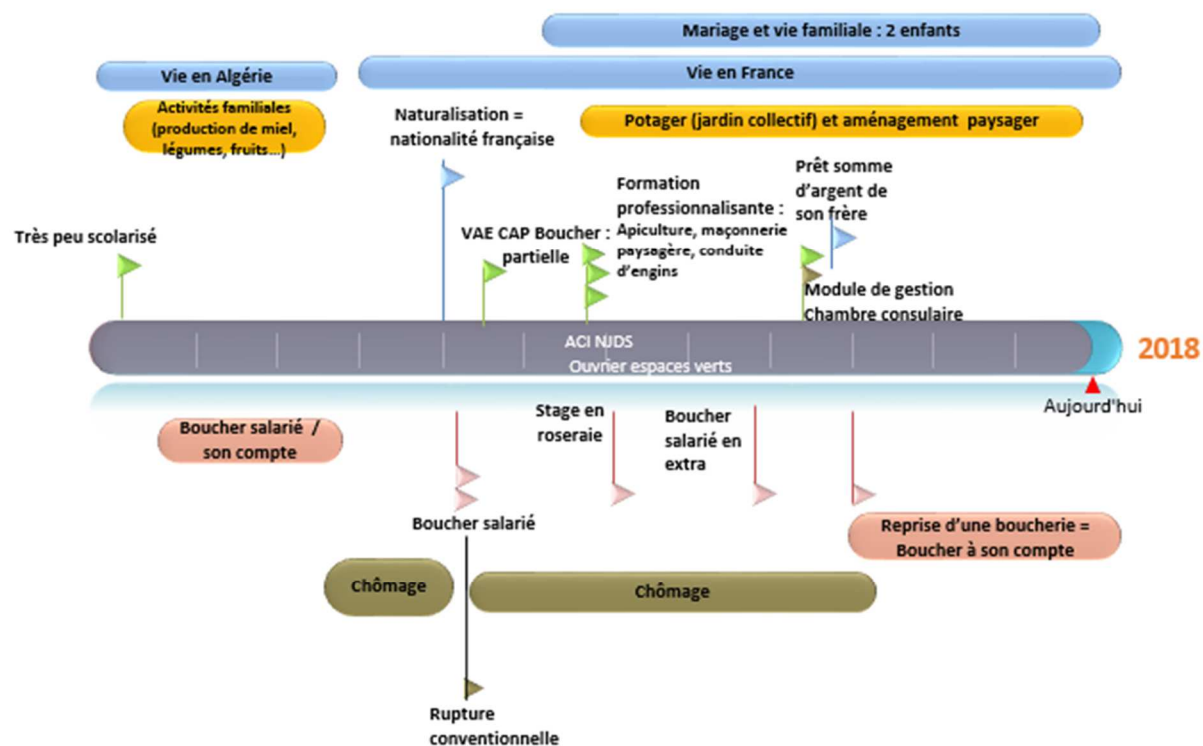 Mariage et vie familiale : 2 enfants
Vie en Algérie
Vie en France
Activités familiales
(production de miel,
légumes, fruits...)
Naturalisation =
nationalité française
Potager (jardin collectif) et aménagement paysager
Prêt somme
d'argent de
son frère
Formation
professionnalisante :
Apiculture, maçonnerie
paysagère, conduite
d'engins
Très peu scolarisé
VAE CAP Boucher :
partielle
Module de gestion
Chambre consulaire
ACI NJDS
Ouvrier espaces verts
2018
Aujourd'hui
Boucher salarié /
son compte
Stage en
roseraie
Boucher
salarié en
extra
Boucher salarié
Reprise d'une boucherie =
Boucher à son compte
Chômage
Chômage
Rupture
conventionnelle